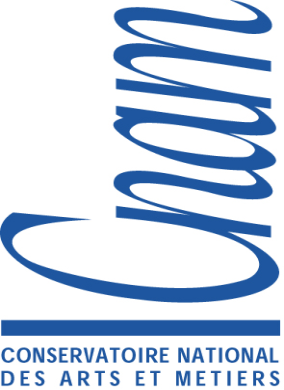 Cnam
CONSERVATOIRE NATIONAL
DES ARTS ET METIERS